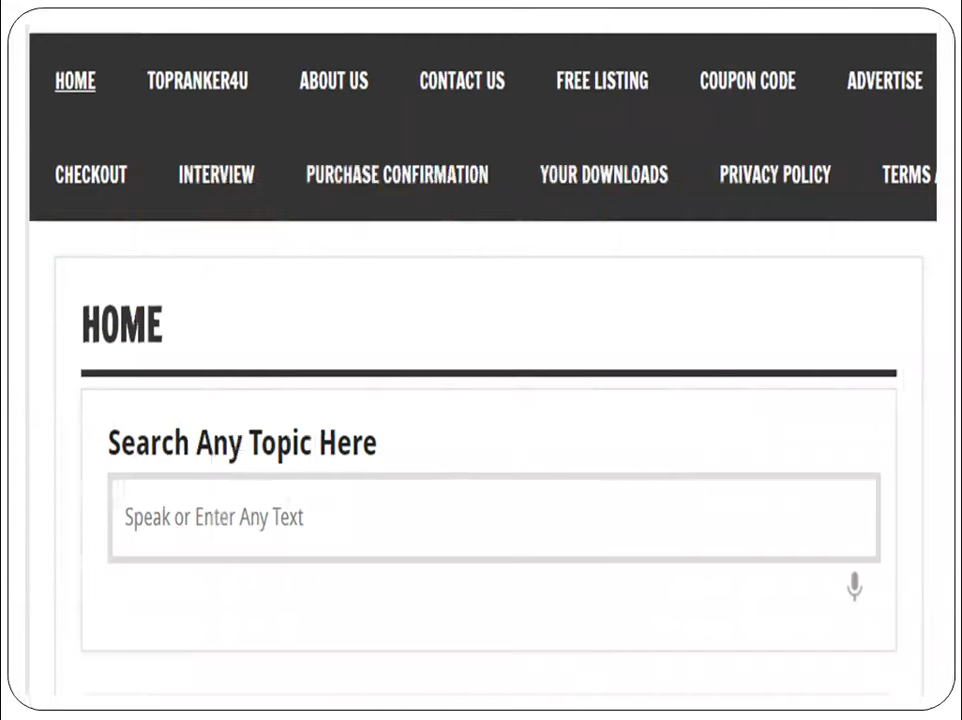 HOME TOPRANKER4U ABOUT US CONTACT US FREE LISTING COUPON CODE ADVERTISE
CHECKOUT INTERVIEW PURCHASE CONFIRMATION YOUR DOWNLOADS PRIVACY POLICY TERMS
HOME
Search Any Topic Here
Speak or Enter Any Text